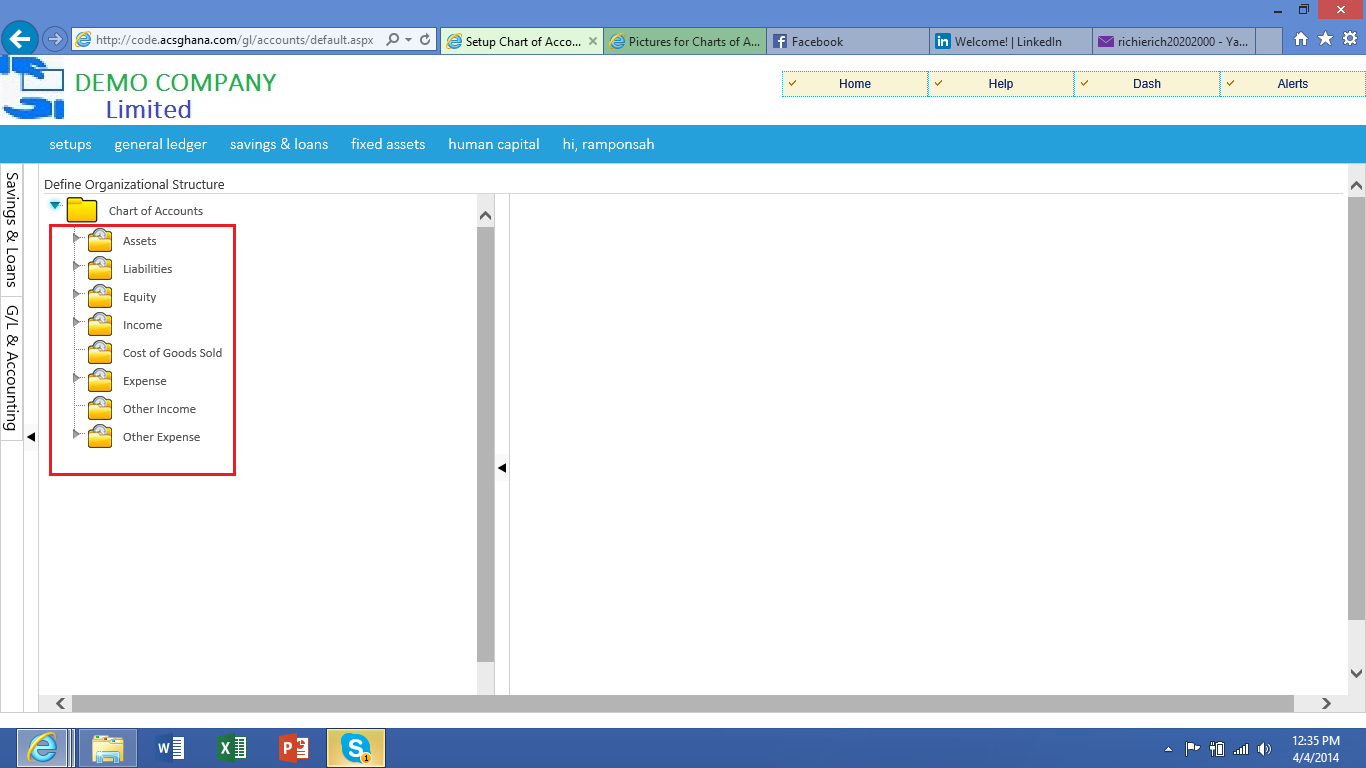 http://code.acsghana.com/gl/accounts/default.aspx
Setup Chart of Acco...
Pictures for Charts of A...
Facebook
Welcome! | LinkedIn
richierich20202000 - Ya...
DEMO COMPANY
Limited
Home
Help
Dash
Alerts
setups
general ledger
savings & loans
fixed assets
human capital
hi, ramponsah
Savings & Loans
G/L & Accounting
Define Organizational Structure
Chart of Accounts
Assets
Liabilities
Equity
Income
Cost of Goods Sold
Expense
Other Income
Other Expense
1
12:35 PM
4/4/2014